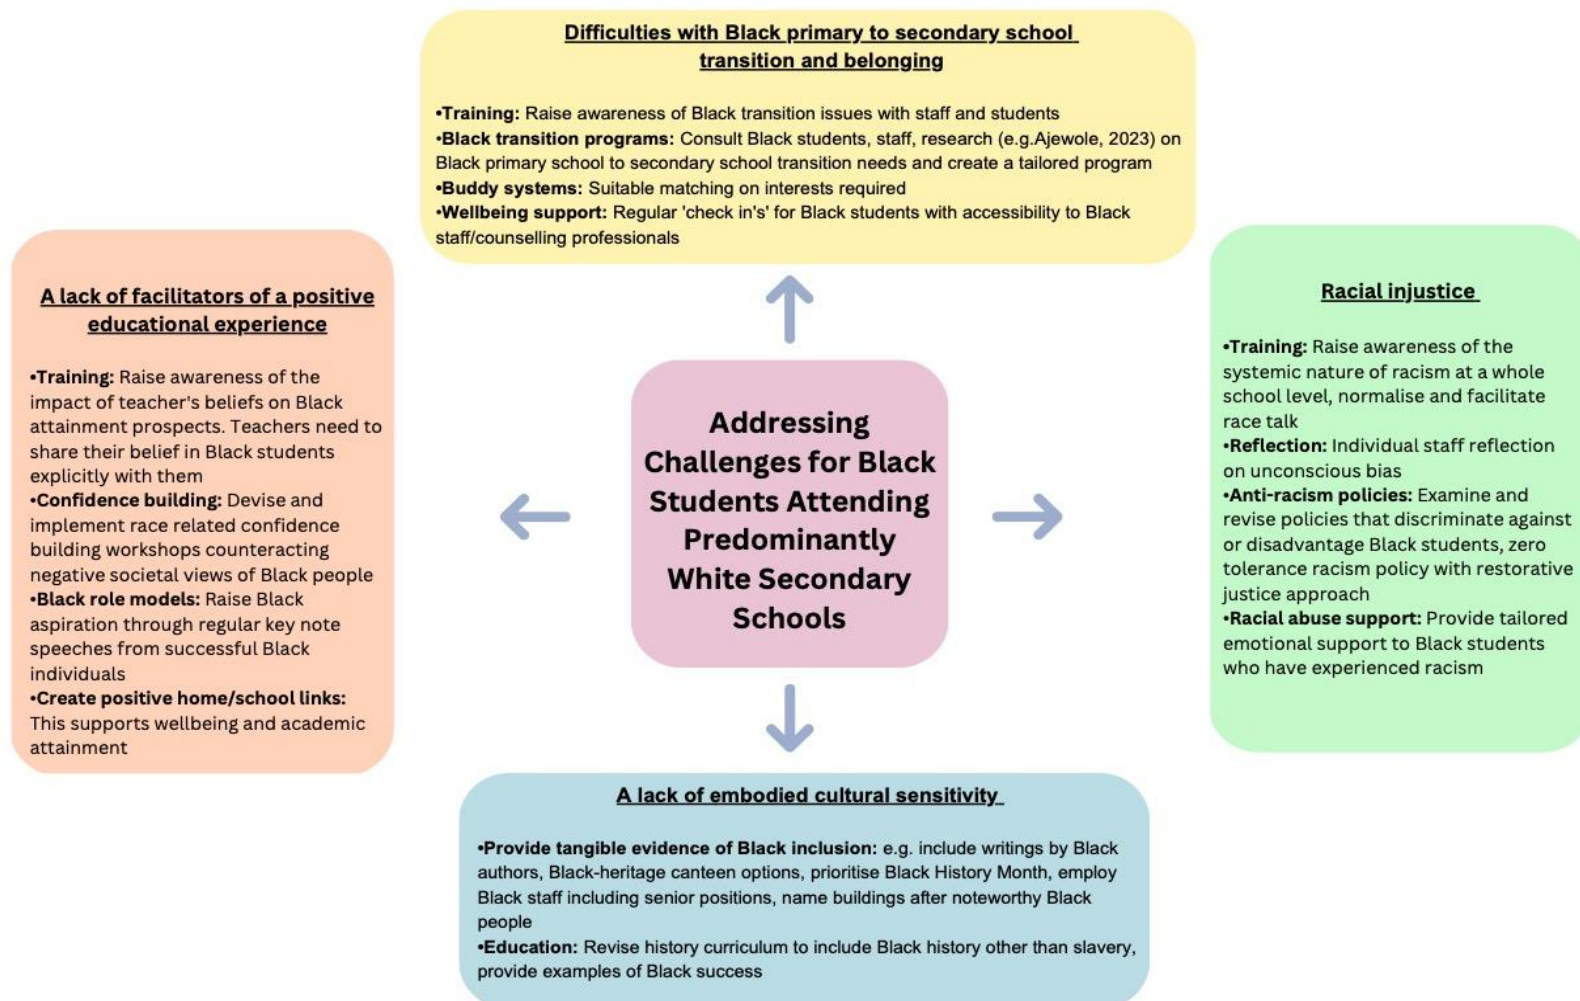 Difficulties with Black primary to secondary school
transition and belonging
•Training: Raise awareness of Black transition issues with staff and students
•Black transition programs: Consult Black students, staff, research (e.g.Ajewole, 2023) on
Black primary school to secondary school transition needs and create a tailored program
•Buddy systems: Suitable matching on interests required
•Wellbeing support: Regular 'check in's' for Black students with accessibility to Black
staff/counselling professionals
A lack of facilitators of a positive
educational experience
•Training: Raise awareness of the
impact of teacher's beliefs on Black
attainment prospects. Teachers need to
share their belief in Black students
explicitly with them
•Confidence building: Devise and
implement race related confidence
building workshops counteracting
negative societal views of Black people
•Black role models: Raise Black
aspiration through regular key note
speeches from successful Black
individuals
•Create positive home/school links:
This supports wellbeing and academic
attainment
Addressing
Challenges for Black
Students Attending
Predominantly
White Secondary
Schools
Racial injustice
•Training: Raise awareness of the
systemic nature of racism at a whole
school level, normalise and facilitate
race talk
•Reflection: Individual staff reflection
on unconscious bias
•Anti-racism policies: Examine and
revise policies that discriminate against
or disadvantage Black students, zero
tolerance racism policy with restorative
justice approach
•Racial abuse support: Provide tailored
emotional support to Black students
who have experienced racism
A lack of embodied cultural sensitivity
•Provide tangible evidence of Black inclusion: e.g. include writings by Black
authors, Black-heritage canteen options, prioritise Black History Month, employ
Black staff including senior positions, name buildings after noteworthy Black
people
•Education: Revise history curriculum to include Black history other than slavery,
provide examples of Black success